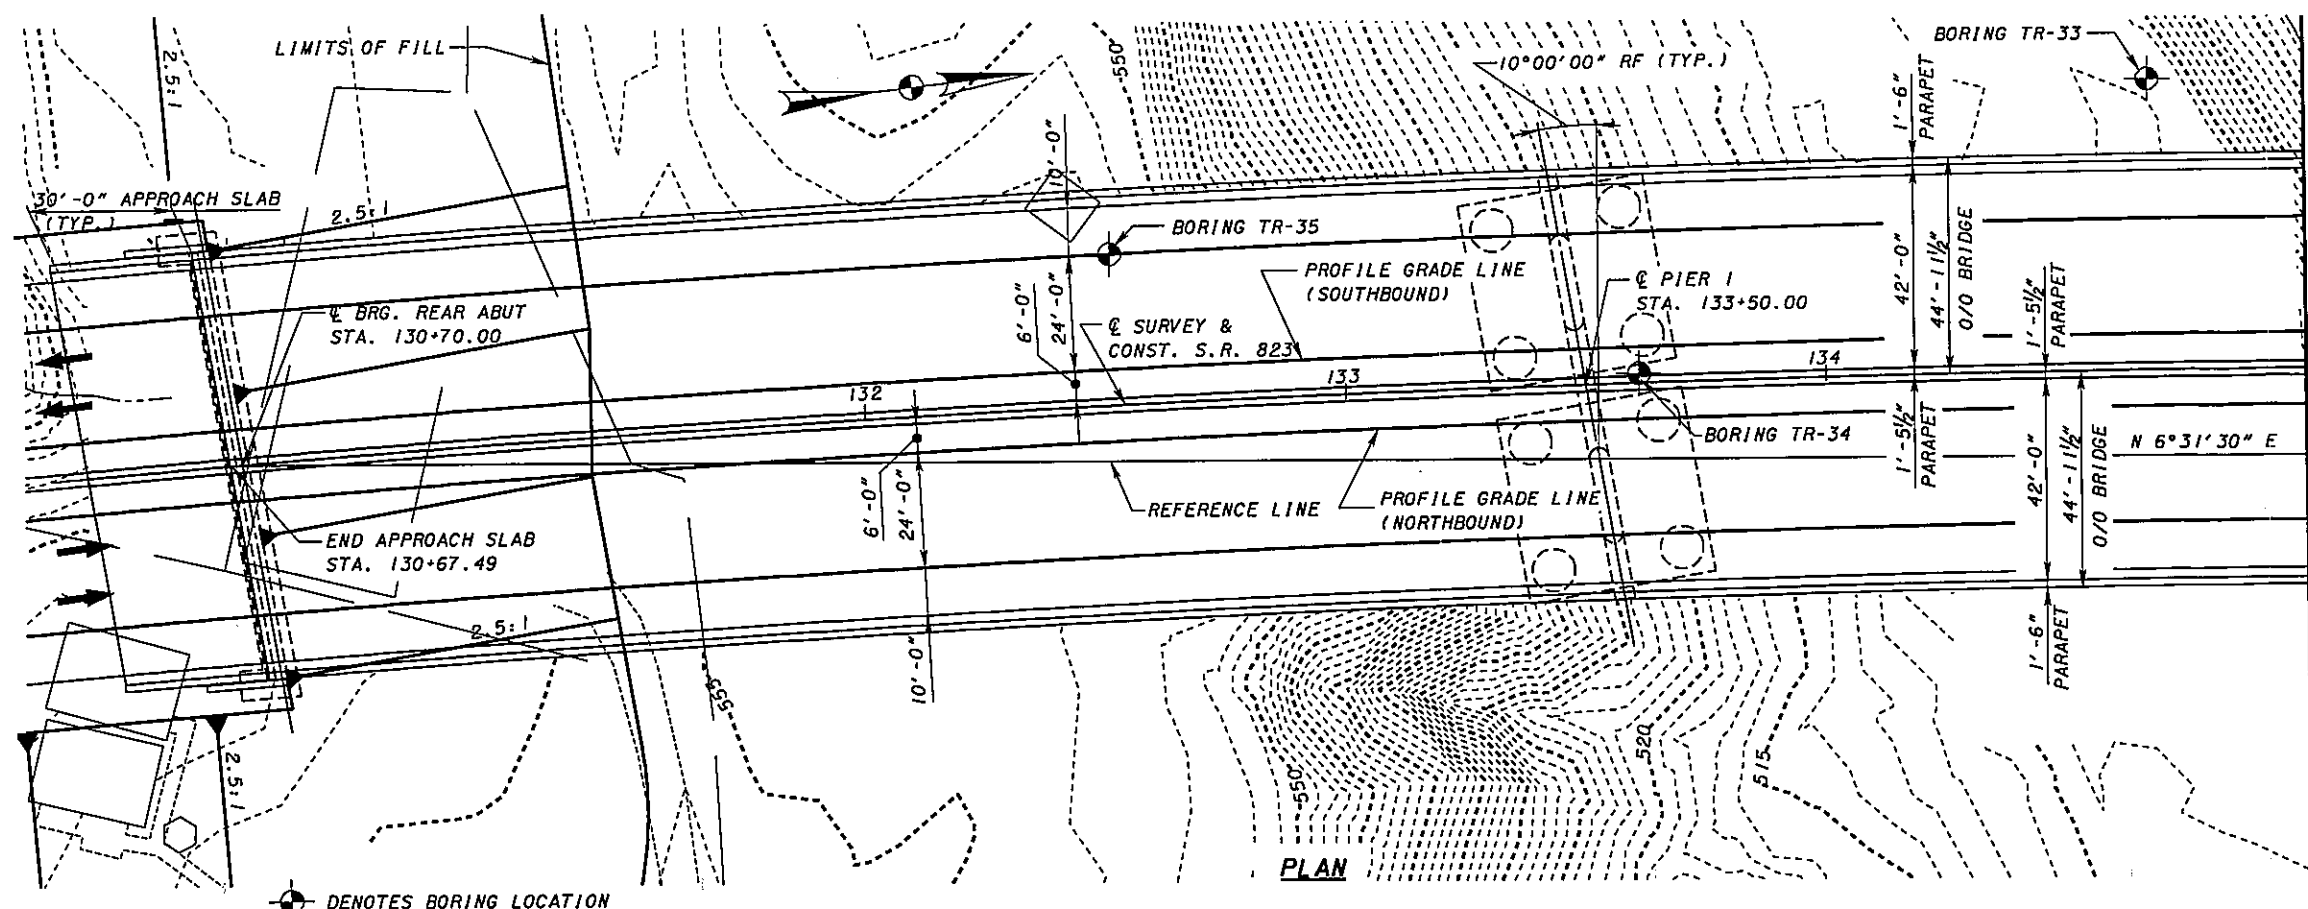 LIMITS OF FILL
2.5:1
550
10°00'00" RF (TYP.)
BORING TR-33
1'-6"
PARAPET
30'-0" APPROACH SLAB
(TYP.)
2.5:1
10'-0"
BORING TR-35
PROFILE GRADE LINE
(SOUTHBOUND)
℄ PIER 1
STA. 133+50.00
42'-0"
44'-11½"
O/O BRIDGE
1'-5½"
PARAPET
℄ BRG. REAR ABUT
STA. 130+70.00
6'-0"
24'-0"
℄ SURVEY &
CONST. S.R. 823
132
133
134
BORING TR-34
1'-5½"
PARAPET
42'-0"
44'-11½"
O/O BRIDGE
N 6°31'30" E
6'-0"
24'-0"
REFERENCE LINE
PROFILE GRADE LINE
(NORTHBOUND)
END APPROACH SLAB
STA. 130+67.49
2.5:1
10'-0"
1'-6"
PARAPET
555
2.5:1
550
520
515
PLAN
DENOTES BORING LOCATION